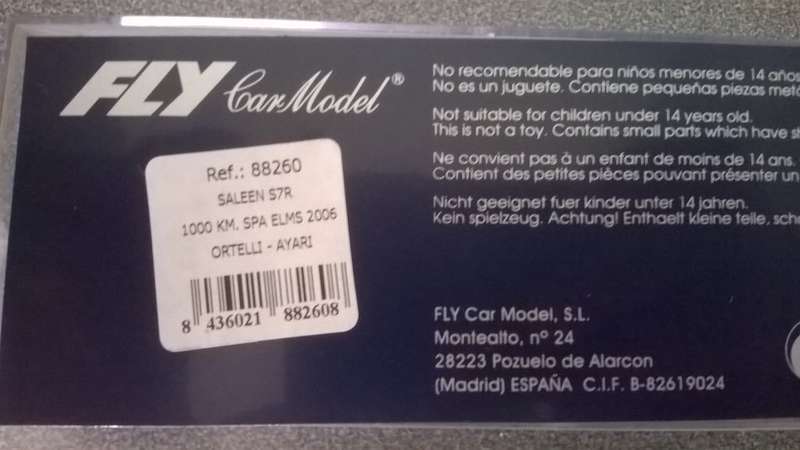 FLY Car Model®
Ref.: 88260
SALEEN S7R
1000 KM. SPA ELMS 2006
ORTELLI - AYARI
8 436021 882608
No recomendable para niños menores de 14 años
No es un juguete. Contiene pequeñas piezas
Not suitable for children under 14 years old.
This is not a toy. Contains small parts which have
Ne convient pas à un enfant de moins de 14 ans.
Contient des petites pièces pouvant présenter un
Nicht geeignet fuer kinder unter 14 jahren.
Kein spielzeug. Achtung! Enthaelt kleine teile,
FLY Car Model, S.L.
Montealto, nº 24
28223 Pozuelo de Alarcon
(Madrid) ESPAÑA C.I.F. B-82619024